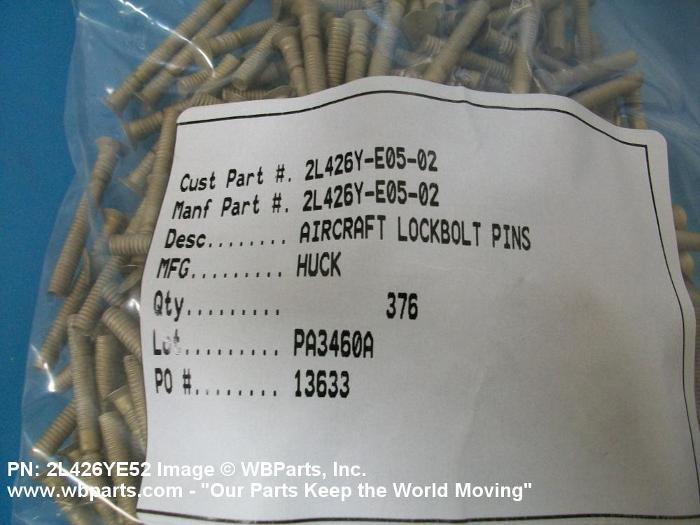 Cust Part #. 2L426Y-E05-02
Manf Part #. 2L426Y-E05-02
Desc........ AIRCRAFT LOCKBOLT PINS
MFG......... HUCK
Qty......... 376
Lot......... PA3460A
PO #........ 13633
PN: 2L426YE52 Image © WBParts, Inc.
www.wbparts.com - "Our Parts Keep the World Moving"